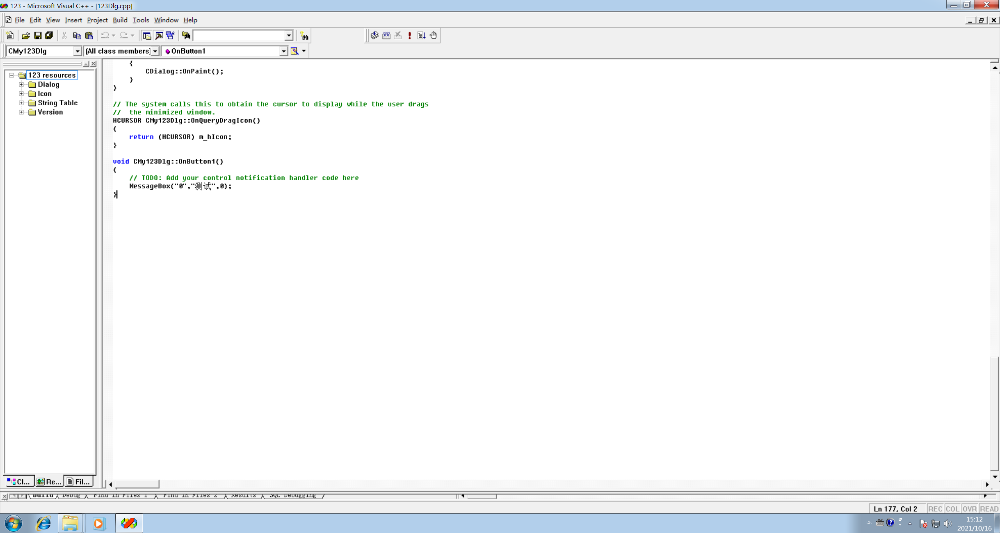 123 - Microsoft Visual C++ - [123Dlg.cpp]
File Edit View Insert Project Build Tools Window Help
CMy123Dlg [All class members] OnButton1
123 resources
Dialog
Icon
String Table
Version
{
CDialog::OnPaint();
}
}
// The system calls this to obtain the cursor to display while the user drags
//  the minimized window.
HCURSOR CMy123Dlg::OnQueryDragIcon()
{
return (HCURSOR) m_hIcon;
}
void CMy123Dlg::OnButton1()
{
// TODO: Add your control notification handler code here
MessageBox("0","测试",0);
}
Cl... Re... Fil...
Build Debug Find in Files 1 Find in Files 2 Results SQL Debugging
Ln 177, Col 2 REC COL OVR READ
CH
15:12
2021/10/16